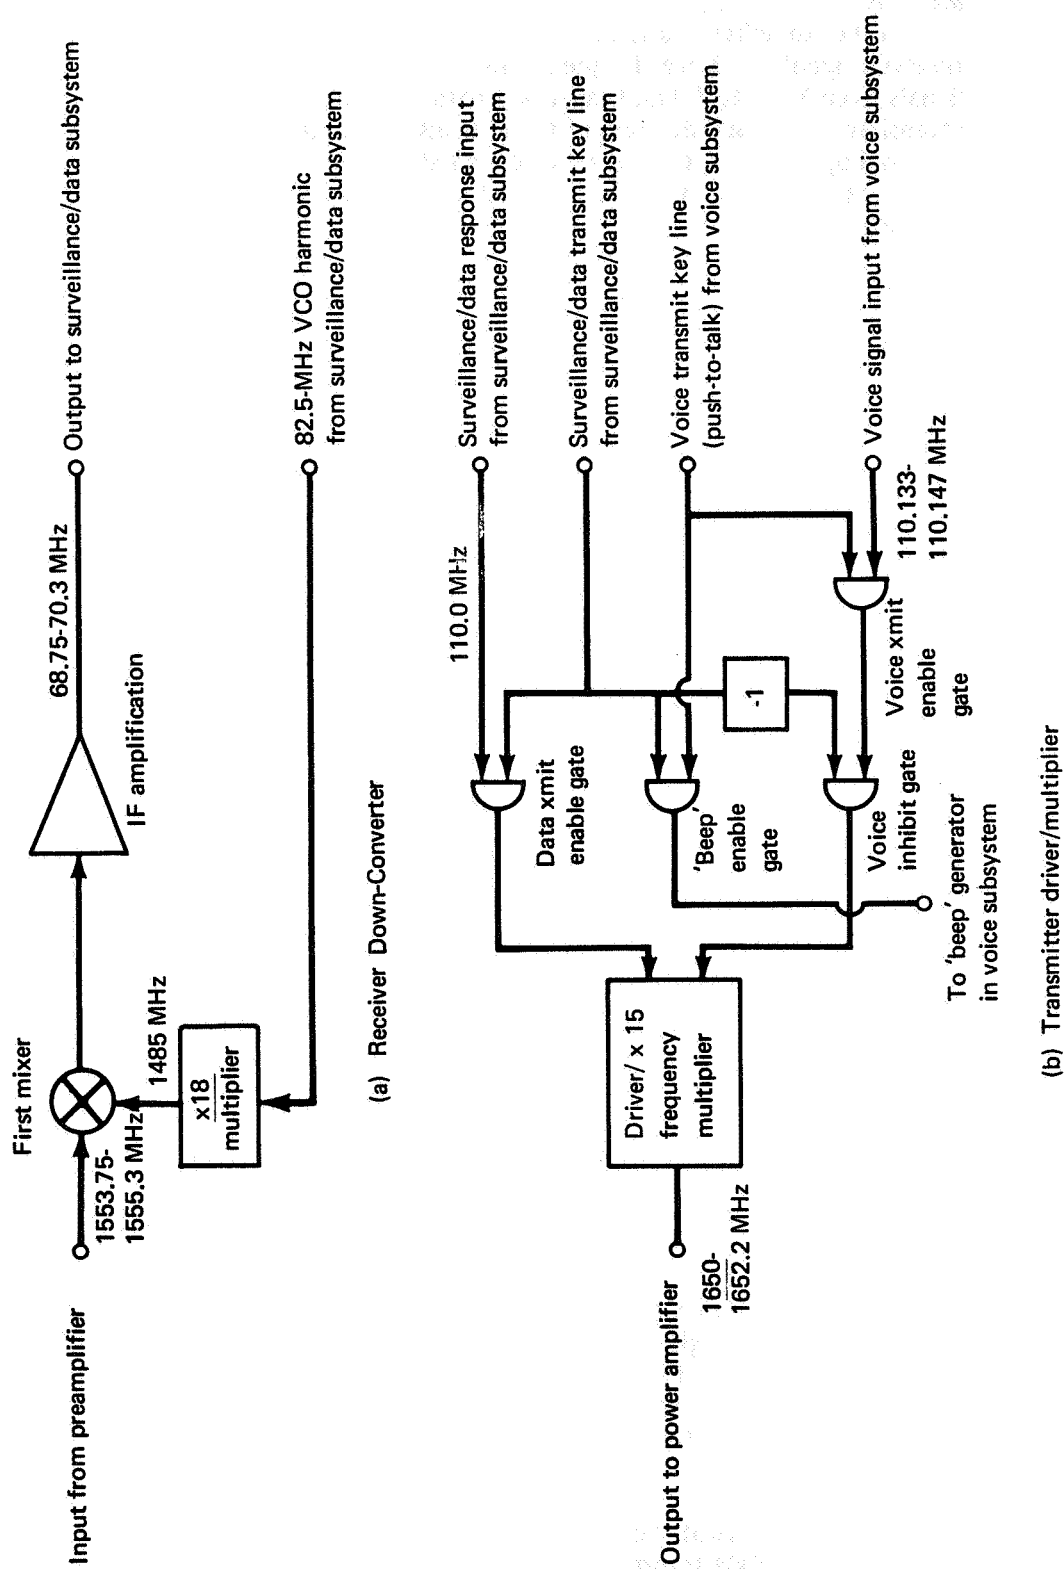 Input from preamplifier
1553.75-
1555.3 MHz
First mixer
1485 MHz
x18
multiplier
IF amplification
68.75-70.3 MHz
Output to surveillance/data subsystem
82.5-MHz VCO harmonic
from surveillance/data subsystem
(a) Receiver Down-Converter
Output to power amplifier
1650-
1652.2 MHz
Driver/ x 15
frequency
multiplier
Data xmit
enable gate
'Beep'
enable
gate
Voice
inhibit gate
To 'beep' generator
in voice subsystem
-1
Voice xmit
enable
gate
110.0 MHz
110.133-
110.147 MHz
Surveillance/data response input
from surveillance/data subsystem
Surveillance/data transmit key line
from surveillance/data subsystem
Voice transmit key line
(push-to-talk) from voice subsystem
Voice signal input from voice subsystem
(b) Transmitter driver/multiplier